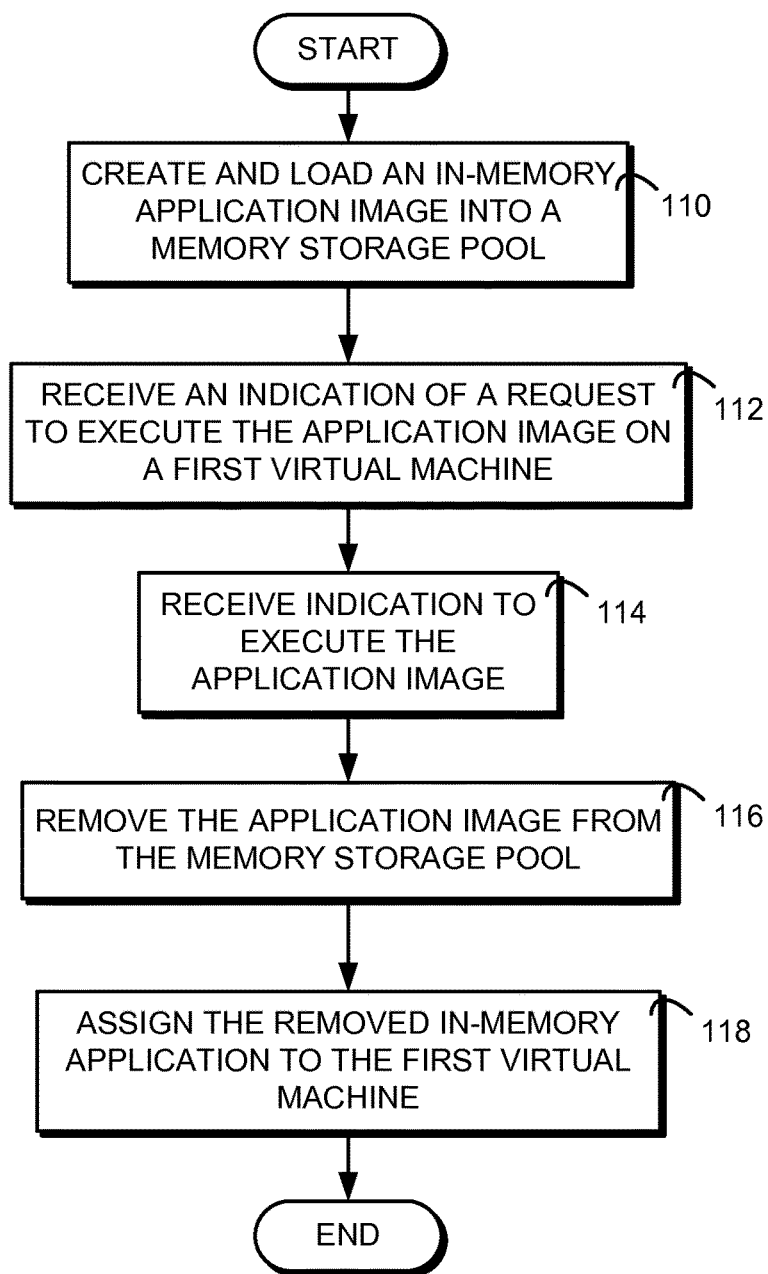 START
CREATE AND LOAD AN IN-MEMORY
APPLICATION IMAGE INTO A
MEMORY STORAGE POOL
110
RECEIVE AN INDICATION OF A REQUEST
TO EXECUTE THE APPLICATION IMAGE ON
A FIRST VIRTUAL MACHINE
112
RECEIVE INDICATION TO
EXECUTE THE
APPLICATION IMAGE
114
REMOVE THE APPLICATION IMAGE FROM
THE MEMORY STORAGE POOL
116
ASSIGN THE REMOVED IN-MEMORY
APPLICATION TO THE FIRST VIRTUAL
MACHINE
118
END